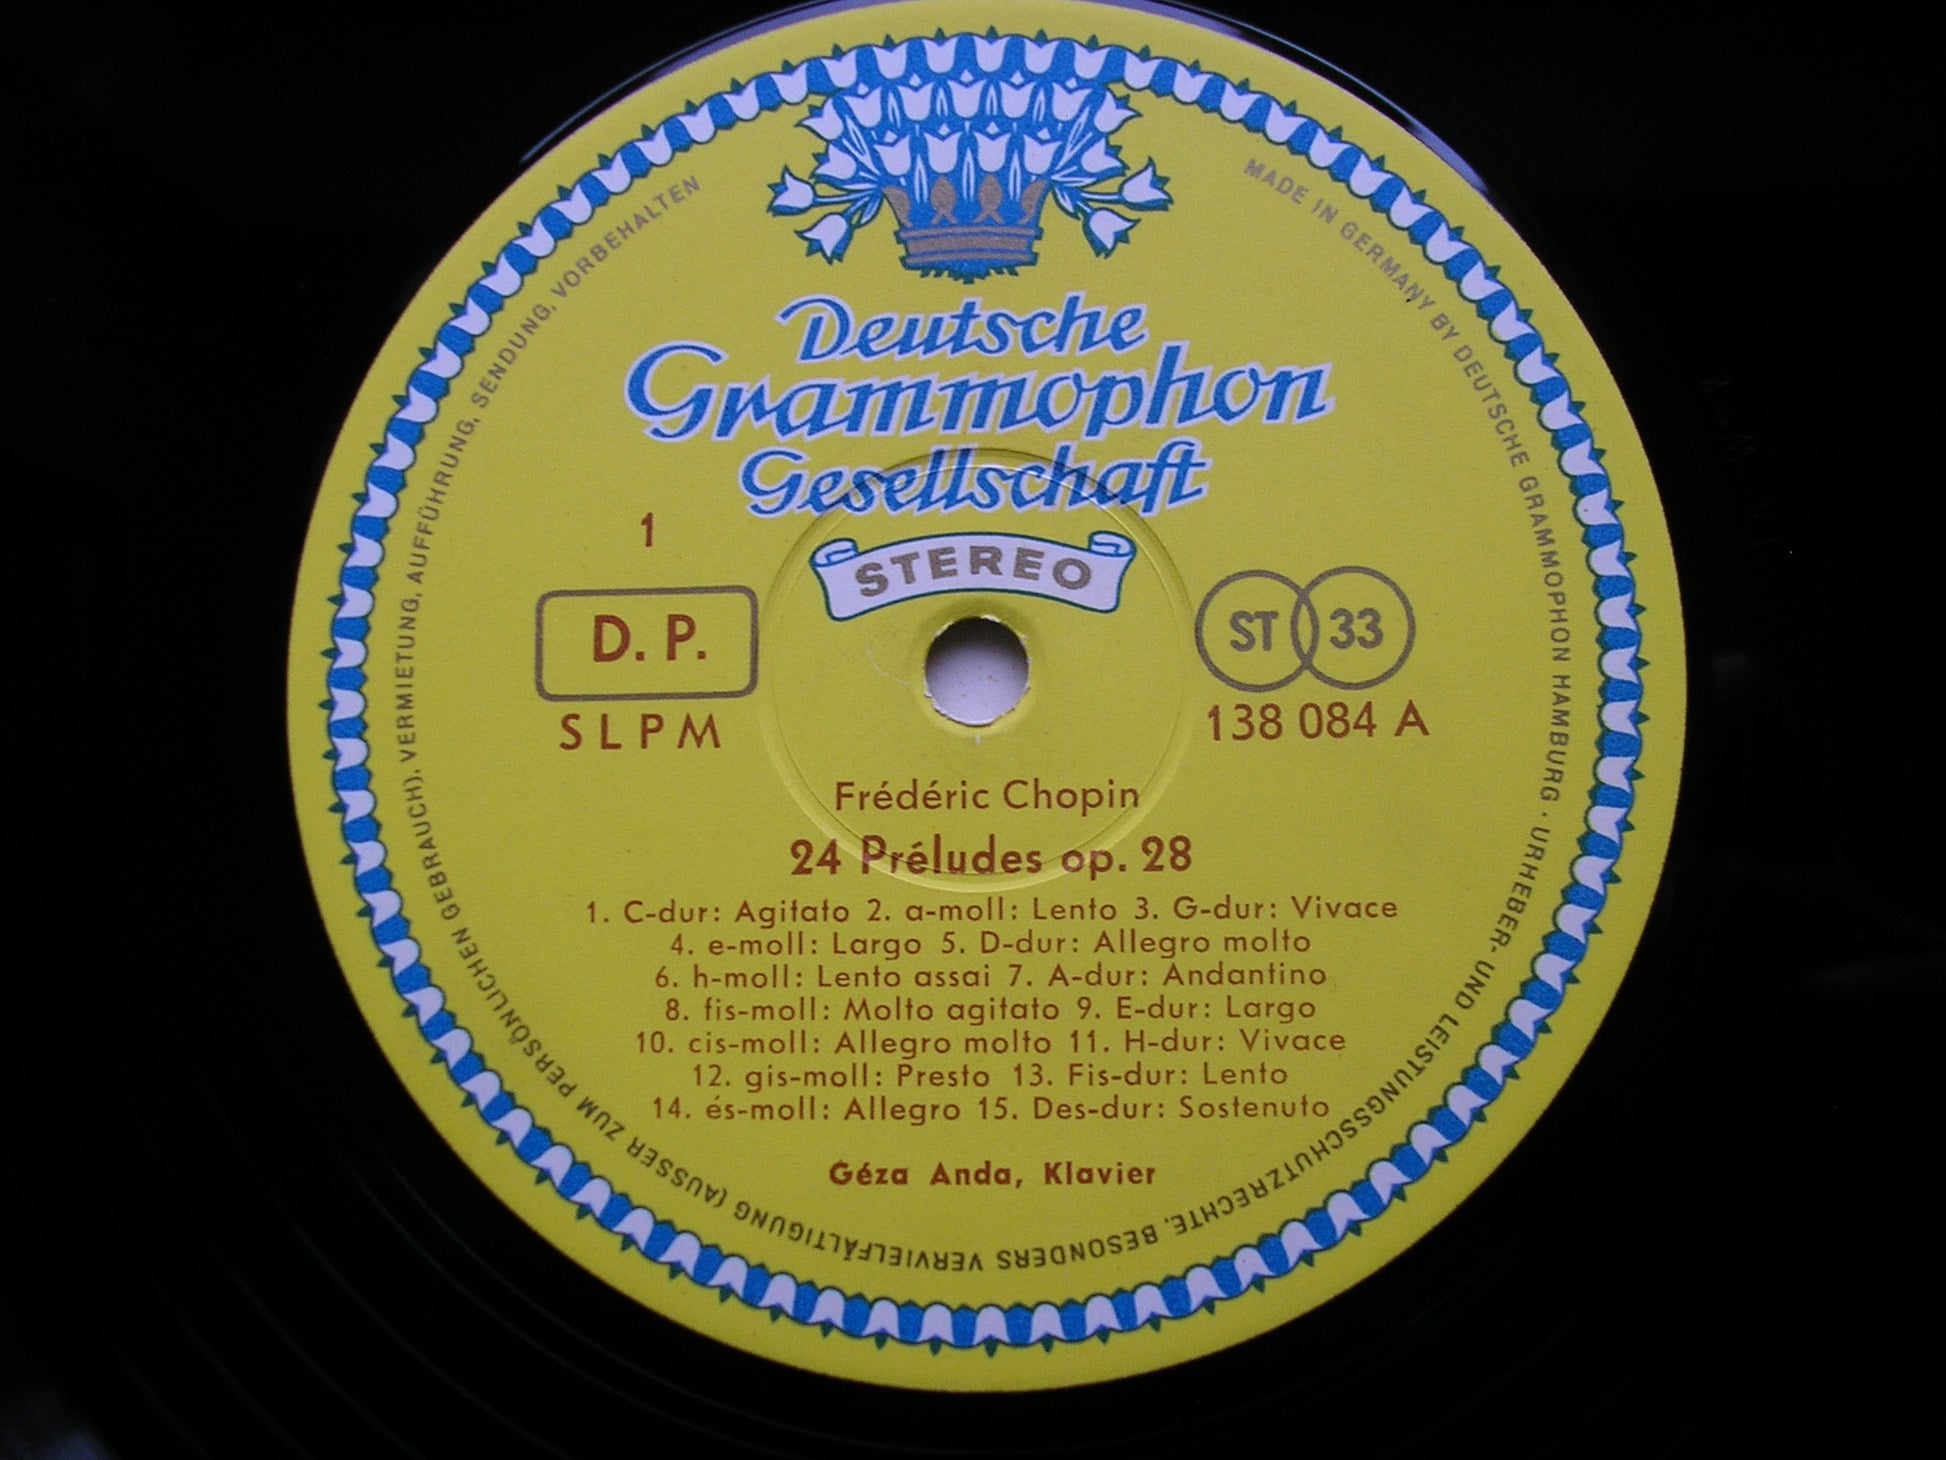 Deutsche
Grammophon
Gesellschaft
STEREO
1
D. P.
SLPM
ST 33
138 084 A
Frédéric Chopin
24 Préludes op. 28
1. C-dur: Agitato 2. a-moll: Lento 3. G-dur: Vivace
4. e-moll: Largo 5. D-dur: Allegro molto
6. h-moll: Lento assai 7. A-dur: Andantino
8. fis-moll: Molto agitato 9. E-dur: Largo
10. cis-moll: Allegro molto 11. H-dur: Vivace
12. gis-moll: Presto 13. Fis-dur: Lento
14. és-moll: Allegro 15. Des-dur: Sostenuto
Géza Anda, Klavier
MADE IN GERMANY BY DEUTSCHE GRAMMOPHON HAMBURG · URHEBER- UND LEISTUNGSSCHUTZRECHTE, BESONDERS VERVIELFÄLTIGUNG (AUSSER ZUM PERSÖNLICHEN GEBRAUCH), VERMIETUNG, AUFFÜHRUNG, SENDUNG, VORBEHALTEN